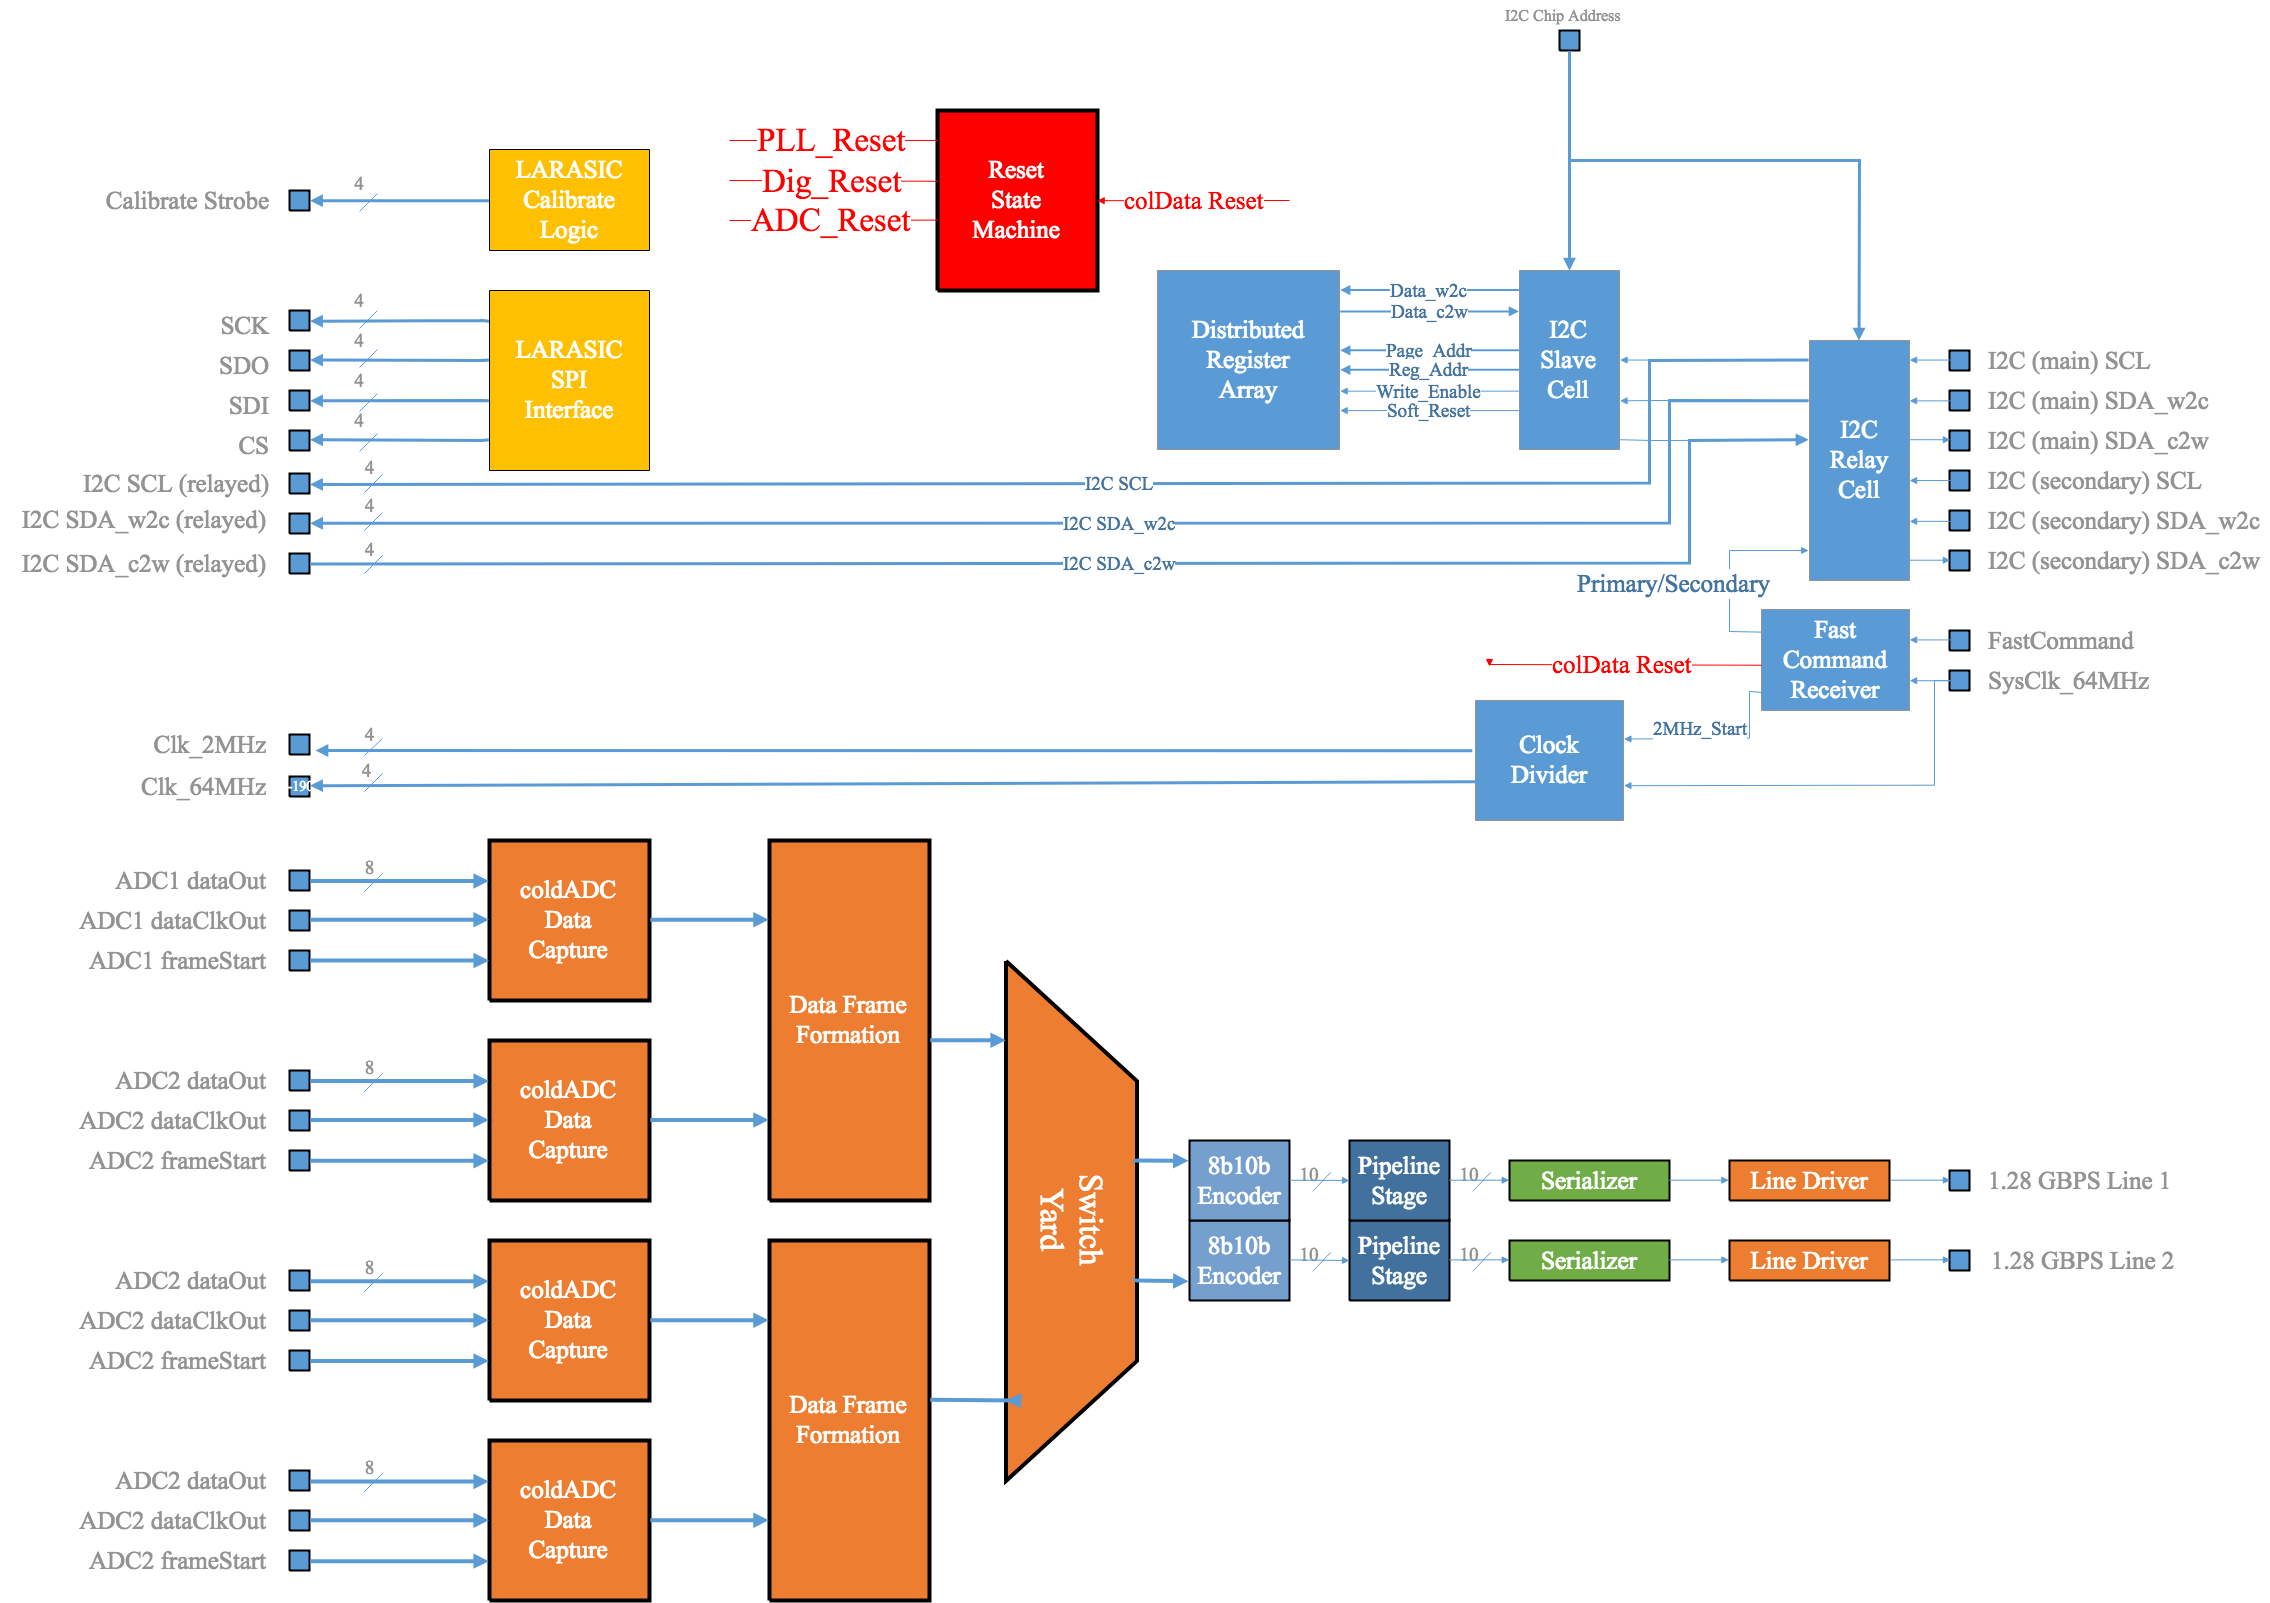 I2C Chip Address
LARASIC
Calibrate
Logic
Calibrate Strobe
4
PLL_Reset
Dig_Reset
ADC_Reset
Reset
State
Machine
colData Reset
SCK
4
SDO
4
SDI
4
CS
4
LARASIC
SPI
Interface
Distributed
Register
Array
Data_w2c
Data_c2w
Page_Addr
Reg_Addr
Write_Enable
Soft_Reset
I2C
Slave
Cell
I2C
Relay
Cell
I2C (main) SCL
I2C (main) SDA_w2c
I2C (main) SDA_c2w
I2C (secondary) SCL
I2C (secondary) SDA_w2c
I2C (secondary) SDA_c2w
I2C SCL (relayed)
4
I2C SCL
I2C SDA_w2c (relayed)
4
I2C SDA_w2c
I2C SDA_c2w (relayed)
4
I2C SDA_c2w
Primary/Secondary
Fast
Command
Receiver
FastCommand
SysClk_64MHz
colData Reset
2MHz_Start
Clock
Divider
Clk_2MHz
4
Clk_64MHz
-190
4
ADC1 dataOut
8
ADC1 dataClkOut
ADC1 frameStart
coldADC
Data
Capture
ADC2 dataOut
8
ADC2 dataClkOut
ADC2 frameStart
coldADC
Data
Capture
Data Frame
Formation
ADC2 dataOut
8
ADC2 dataClkOut
ADC2 frameStart
coldADC
Data
Capture
ADC2 dataOut
8
ADC2 dataClkOut
ADC2 frameStart
coldADC
Data
Capture
Data Frame
Formation
Switch
Yard
8b10b
Encoder
10
Pipeline
Stage
10
Serializer
Line Driver
1.28 GBPS Line 1
8b10b
Encoder
10
Pipeline
Stage
10
Serializer
Line Driver
1.28 GBPS Line 2